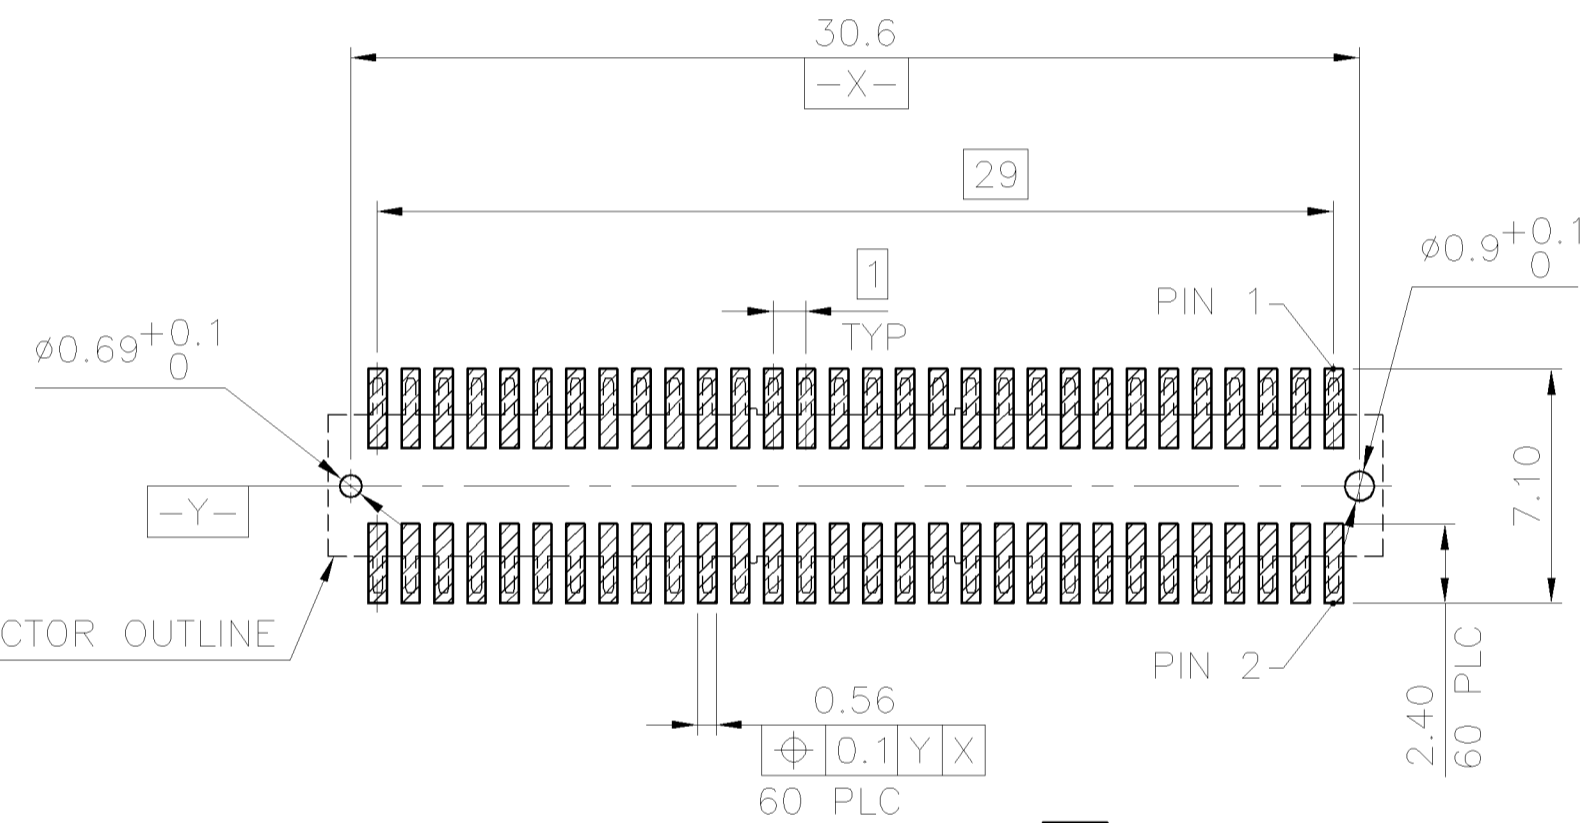 30.6
-X-
29
1
TYP
ø0.9 +0.1
0
PIN 1
ø0.69 +0.1
0
-Y-
7.10
CTOR OUTLINE
PIN 2
0.56
⌖ 0.1 Y X
60 PLC
2.40
60 PLC